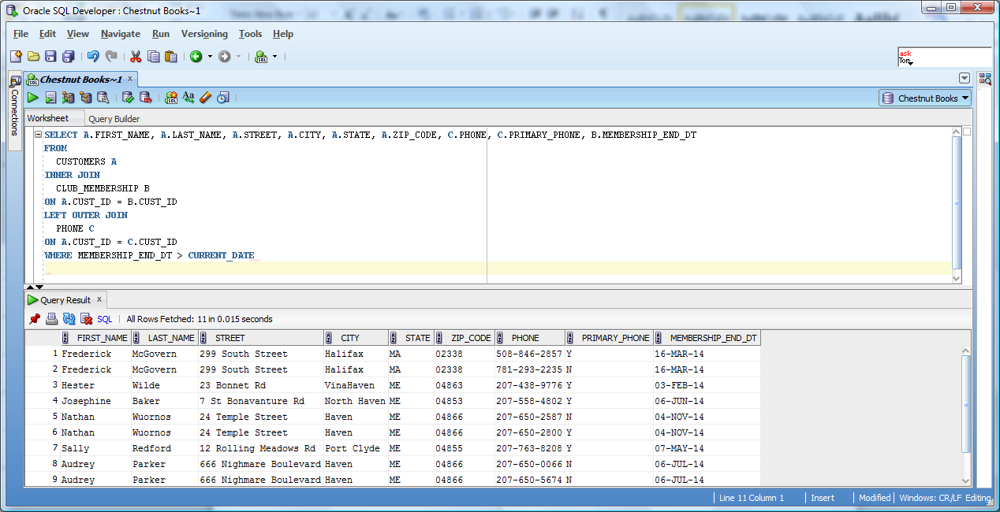 Oracle SQL Developer : Chestnut Books~1
File Edit View Navigate Run Versioning Tools Help
ask
Tom
Connections
Chestnut Books~1
Chestnut Books
Worksheet Query Builder
SELECT A.FIRST_NAME, A.LAST_NAME, A.STREET, A.CITY, A.STATE, A.ZIP_CODE, C.PHONE, C.PRIMARY_PHONE, B.MEMBERSHIP_END_DT
FROM
CUSTOMERS A
INNER JOIN
CLUB_MEMBERSHIP B
ON A.CUST_ID = B.CUST_ID
LEFT OUTER JOIN
PHONE C
ON A.CUST_ID = C.CUST_ID
WHERE MEMBERSHIP_END_DT > CURRENT_DATE
Query Result x
SQL | All Rows Fetched: 11 in 0.015 seconds
FIRST_NAME LAST_NAME STREET CITY STATE ZIP_CODE PHONE PRIMARY_PHONE MEMBERSHIP_END_DT
1 Frederick McGovern 299 South Street Halifax MA 02338 508-846-2857 Y 16-MAR-14
2 Frederick McGovern 299 South Street Halifax MA 02338 781-293-2235 N 16-MAR-14
3 Hester Wilde 23 Bonnet Rd VinaHaven ME 04863 207-438-9776 Y 03-FEB-14
4 Josephine Baker 7 St Bonavanture Rd North Haven ME 04853 207-558-4802 Y 06-JUN-14
5 Nathan Wuornos 24 Temple Street Haven ME 04866 207-650-2587 N 04-NOV-14
6 Nathan Wuornos 24 Temple Street Haven ME 04866 207-650-2800 Y 04-NOV-14
7 Sally Redford 12 Rolling Meadows Rd Port Clyde ME 04855 207-763-8208 Y 07-MAY-14
8 Audrey Parker 666 Nighmare Boulevard Haven ME 04866 207-650-0066 N 06-JUL-14
9 Audrey Parker 666 Nighmare Boulevard Haven ME 04866 207-650-5674 N 06-JUL-14
Line 11 Column 1 Insert Modified Windows: CR/LF Editing